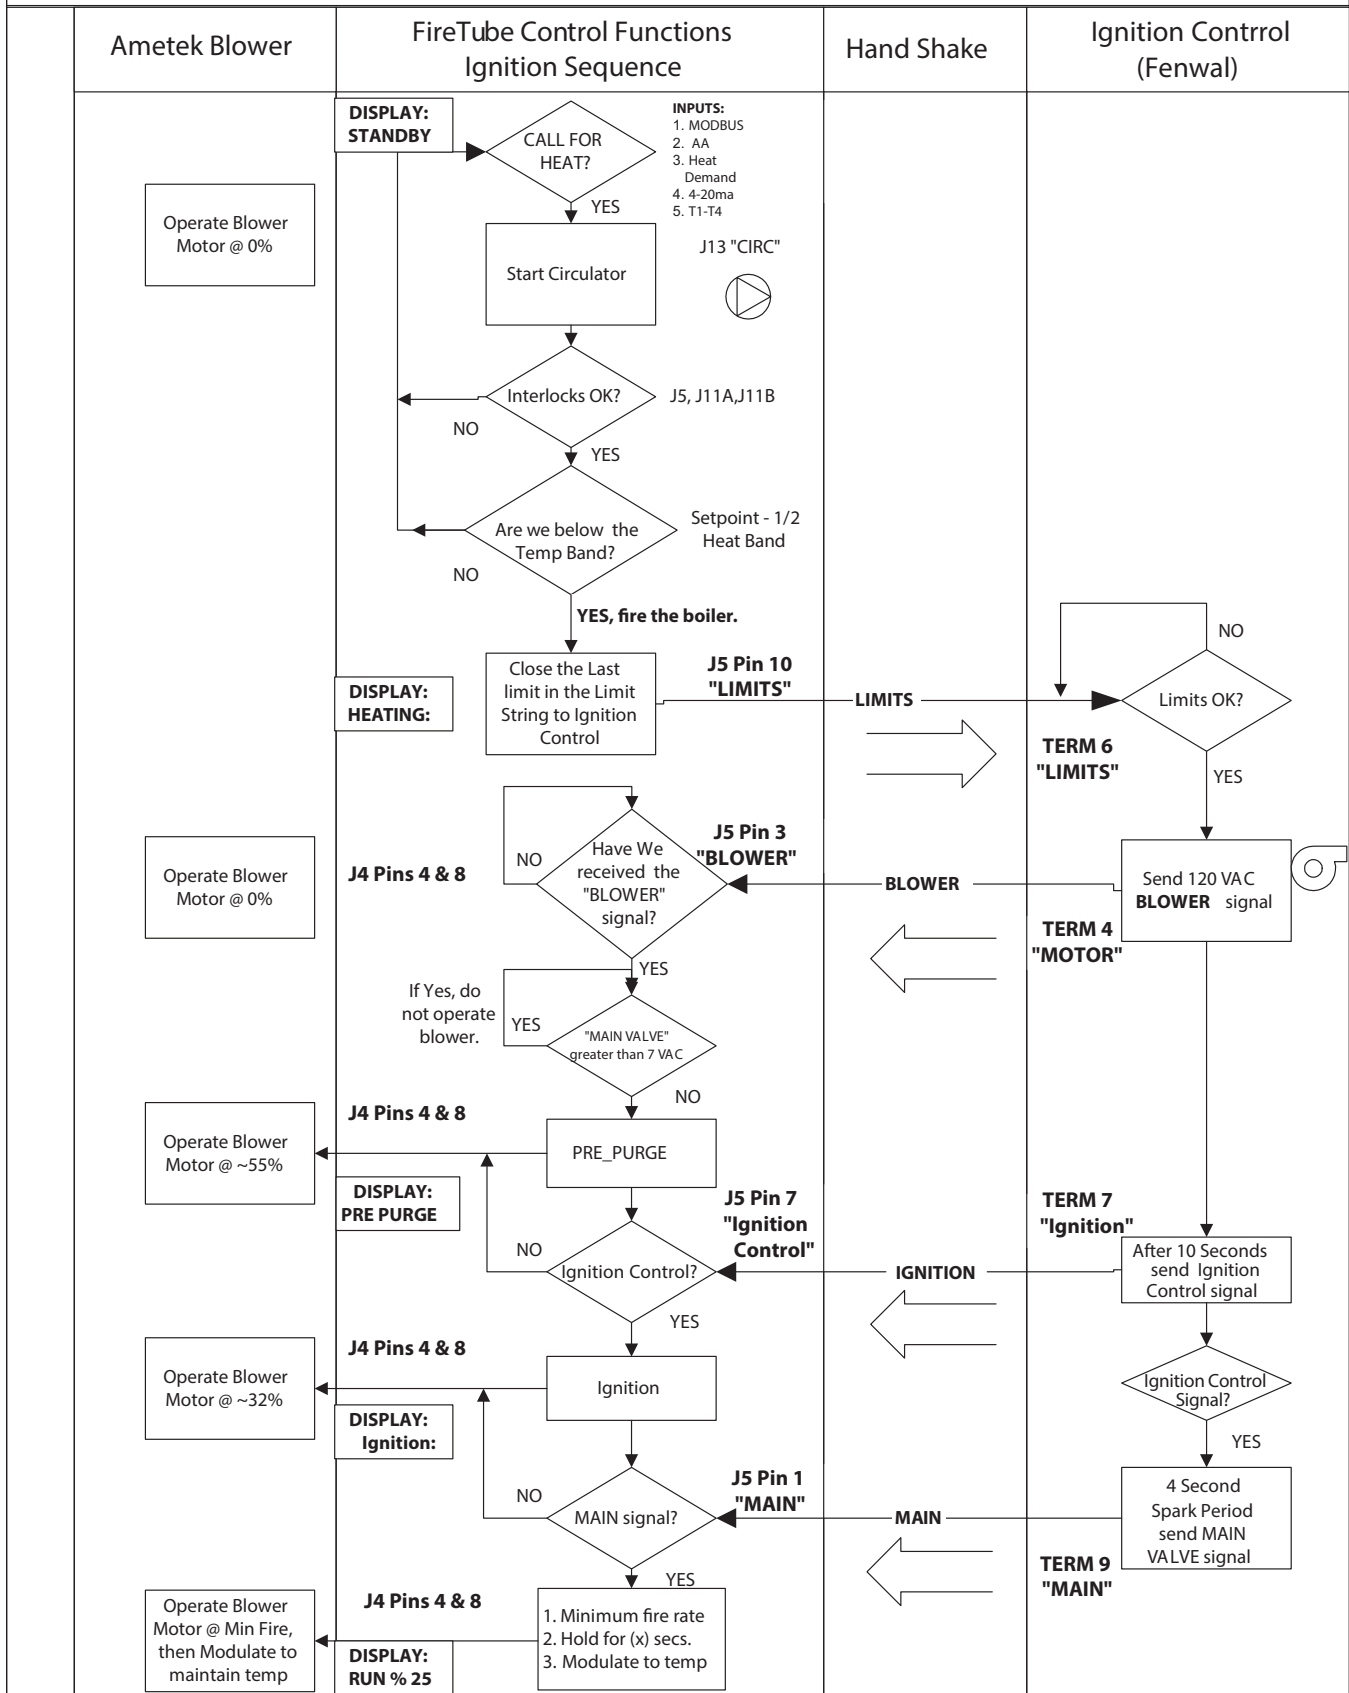 Ametek Blower
FireTube Control Functions
Ignition Sequence
Hand Shake
Ignition Contrrol
(Fenwal)
DISPLAY:
STANDBY
CALL FOR
HEAT?
INPUTS:
1. MODBUS
2. AA
3. Heat
Demand
4. 4-20ma
5. T1-T4
YES
Operate Blower
Motor @ 0%
Start Circulator
J13 "CIRC"
Interlocks OK?
J5, J11A,J11B
NO
YES
Are we below the
Temp Band?
Setpoint - 1/2
Heat Band
NO
YES, fire the boiler.
NO
DISPLAY:
HEATING:
Close the Last
limit in the Limit
String to Ignition
Control
J5 Pin 10
"LIMITS"
LIMITS
Limits OK?
TERM 6
"LIMITS"
YES
Operate Blower
Motor @ 0%
J4 Pins 4 & 8
NO
Have We
received the
"BLOWER"
signal?
J5 Pin 3
"BLOWER"
BLOWER
Send 120 VAC
BLOWER signal
TERM 4
"MOTOR"
YES
If Yes, do
not operate
blower.
YES
"MAIN VALVE"
greater than 7 VAC
NO
J4 Pins 4 & 8
Operate Blower
Motor @ ~55%
PRE_PURGE
DISPLAY:
PRE PURGE
J5 Pin 7
"Ignition
Control"
TERM 7
"Ignition"
NO
Ignition Control?
IGNITION
After 10 Seconds
send Ignition
Control signal
YES
J4 Pins 4 & 8
Operate Blower
Motor @ ~32%
Ignition
Ignition Control
Signal?
DISPLAY:
Ignition:
YES
NO
MAIN signal?
J5 Pin 1
"MAIN"
MAIN
4 Second
Spark Period
send MAIN
VALVE signal
TERM 9
"MAIN"
YES
J4 Pins 4 & 8
Operate Blower
Motor @ Min Fire,
then Modulate to
maintain temp
1. Minimum fire rate
2. Hold for (x) secs.
3. Modulate to temp
DISPLAY:
RUN % 25